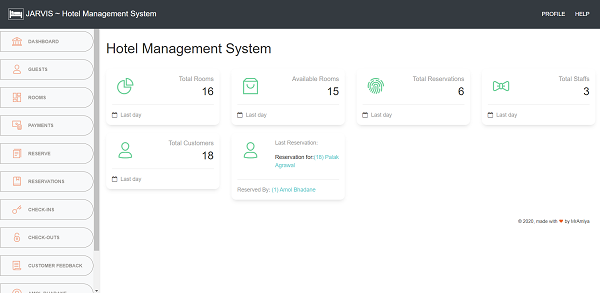 JARVIS ~ Hotel Management System
PROFILE
HELP
DASHBOARD
GUESTS
ROOMS
PAYMENTS
RESERVE
RESERVATIONS
CHECK-INS
CHECK-OUTS
CUSTOMER FEEDBACK
Hotel Management System
Total Rooms
16
Last day
Available Rooms
15
Last day
Total Reservations
6
Last day
Total Staffs
3
Last day
Total Customers
18
Last day
Last Reservation:
Reservation for:(18) Palak
Agrawal
Reserved By: (1) Amol Bhadane
© 2020, made with ❤ by MrAmiya